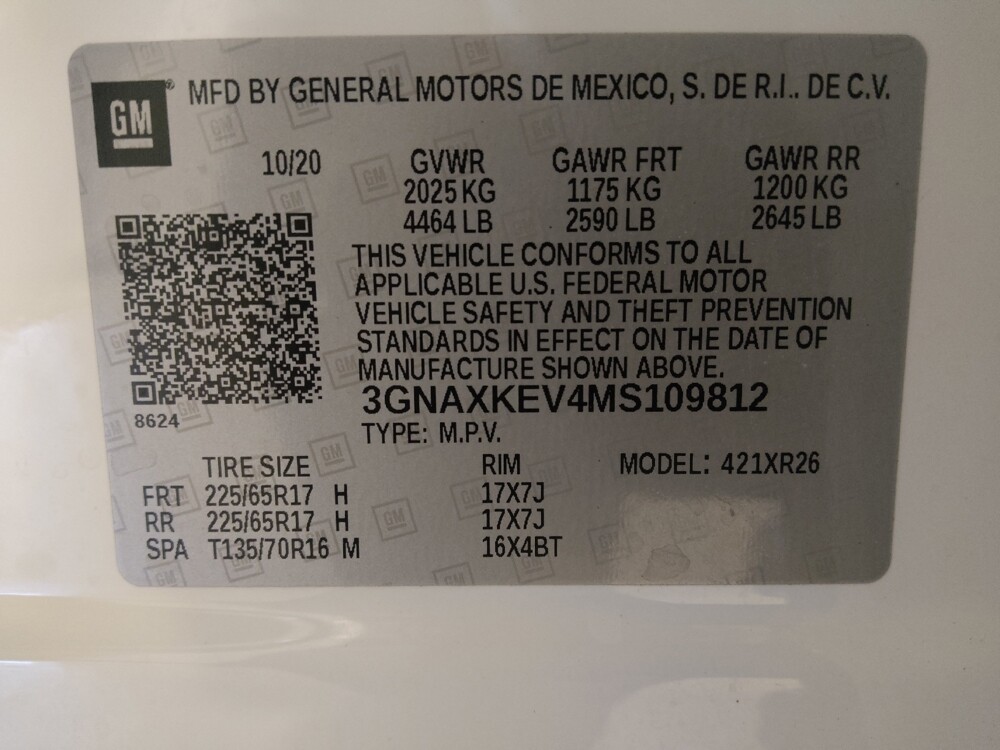 GM® MFD BY GENERAL MOTORS DE MEXICO, S. DE R.I.. DE C.V.
10/20 GVWR GAWR FRT GAWR RR
2025 KG 1175 KG 1200 KG
4464 LB 2590 LB 2645 LB
THIS VEHICLE CONFORMS TO ALL
APPLICABLE U.S. FEDERAL MOTOR
VEHICLE SAFETY AND THEFT PREVENTION
STANDARDS IN EFFECT ON THE DATE OF
MANUFACTURE SHOWN ABOVE.
3GNAXKEV4MS109812
8624
TYPE: M.P.V.
TIRE SIZE RIM MODEL: 421XR26
FRT 225/65R17 H 17X7J
RR 225/65R17 H 17X7J
SPA T135/70R16 M 16X4BT